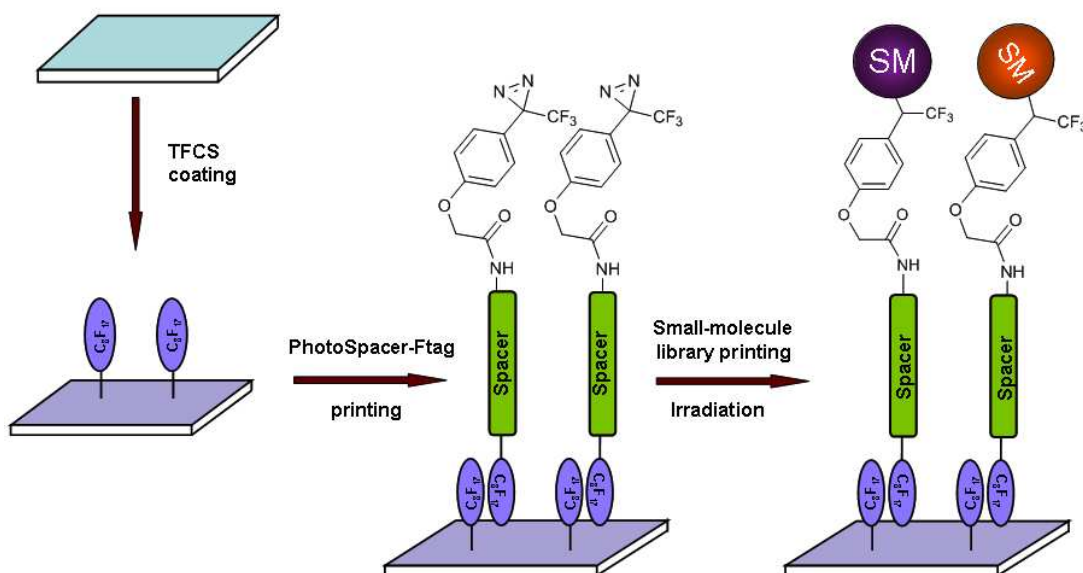 TFCS
coating
C₈F₁₇
C₈F₁₇
PhotoSpacer-Ftag
printing
N
N
CF₃
O
O
NH
Spacer
C₈F₁₇
C₈F₁₇
N
N
CF₃
O
O
NH
Spacer
C₈F₁₇
C₈F₁₇
Small-molecule
library printing
Irradiation
SM
CF₃
O
O
NH
Spacer
C₈F₁₇
C₈F₁₇
SM
CF₃
O
O
NH
Spacer
C₈F₁₇
C₈F₁₇